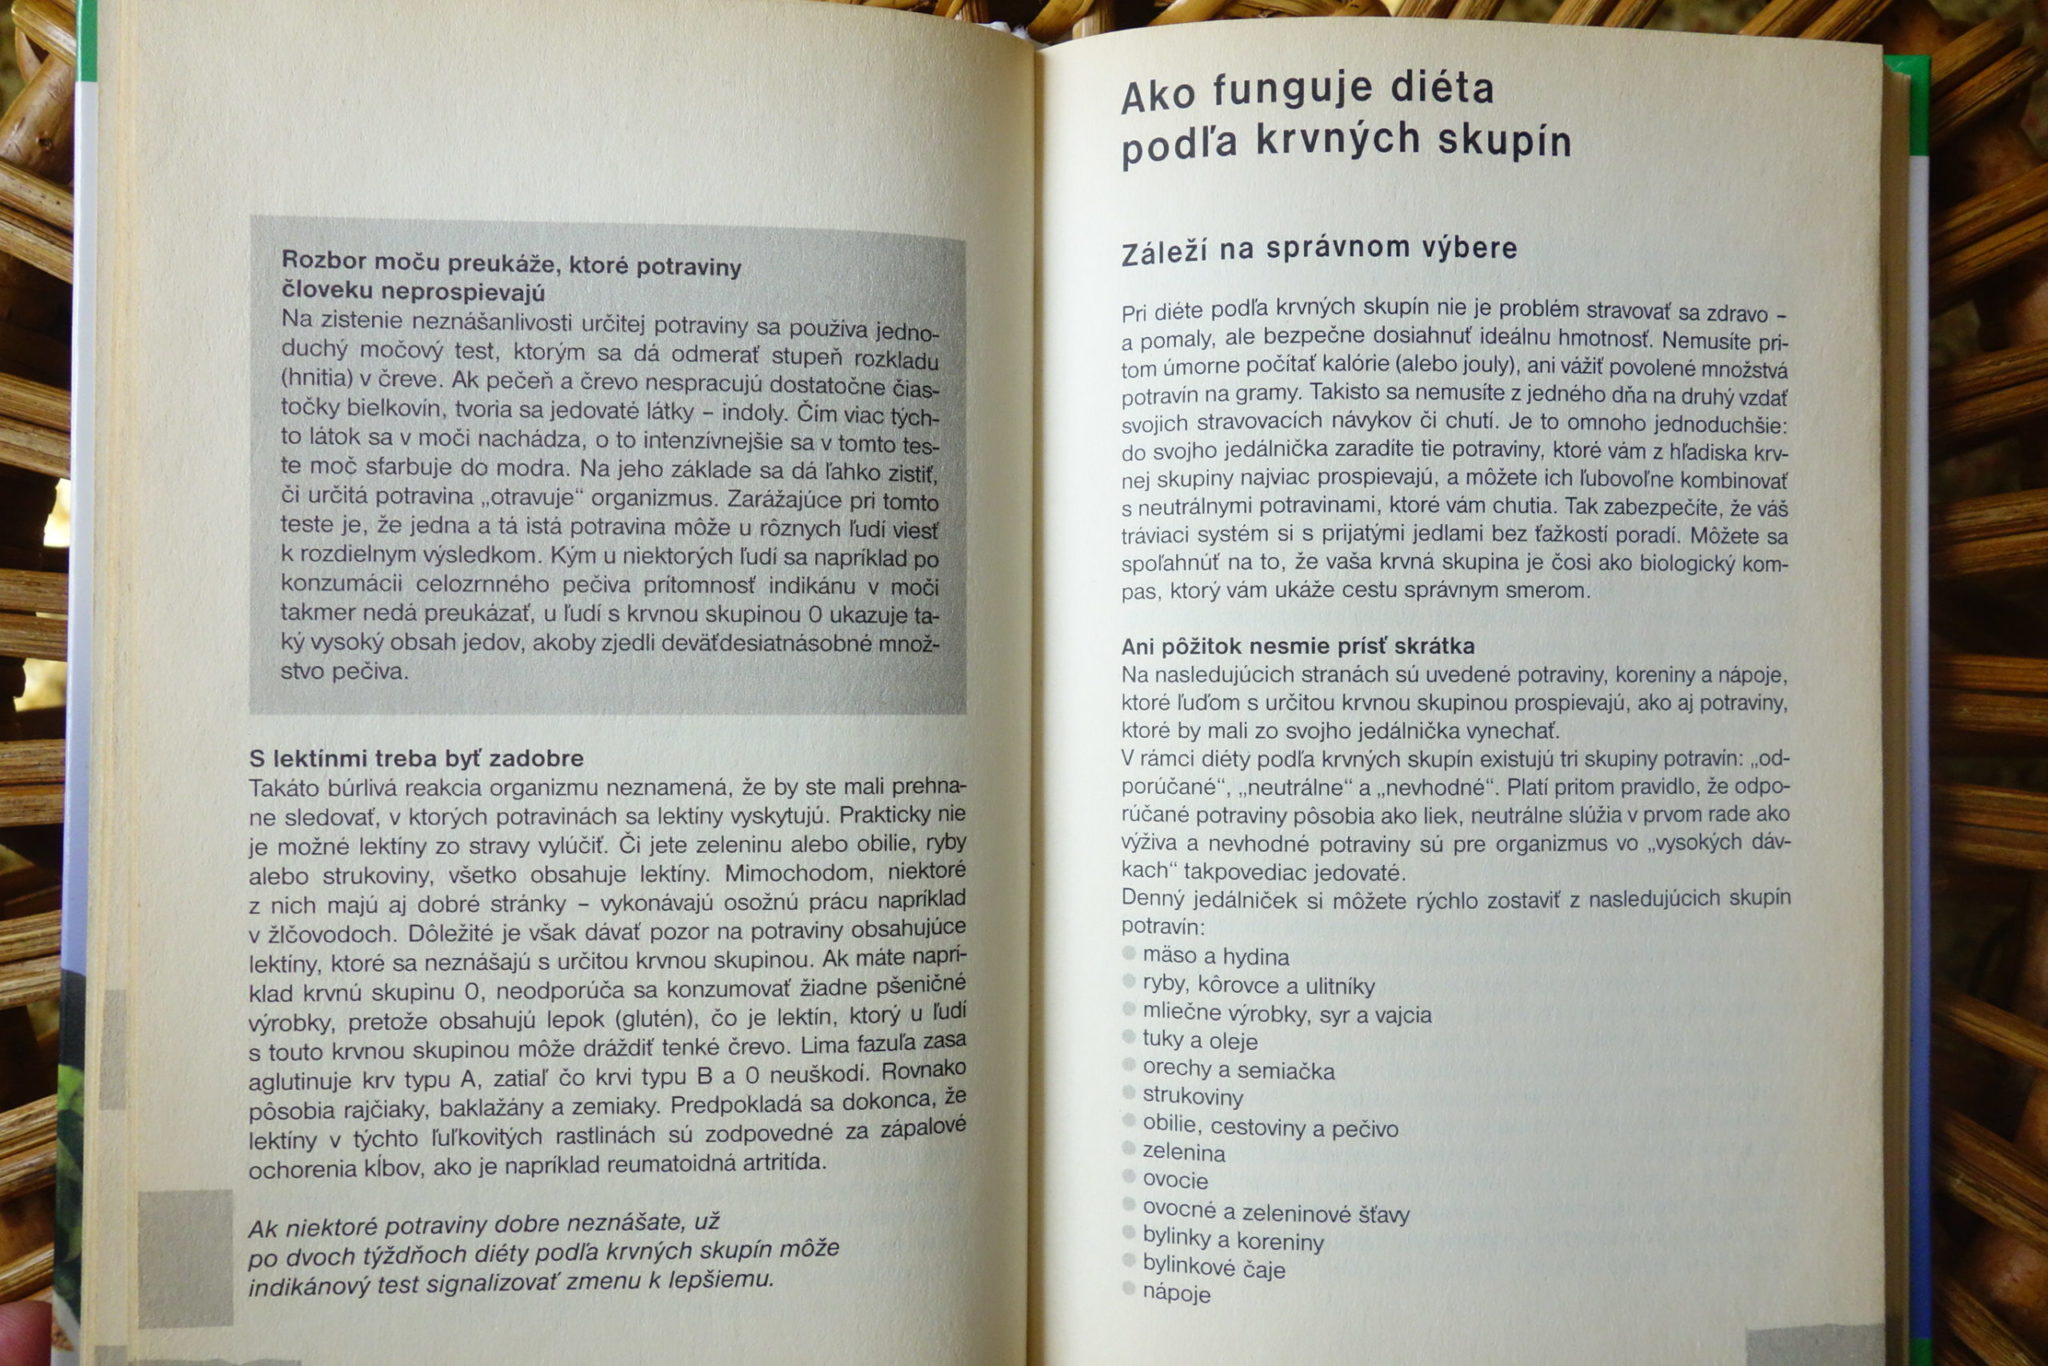 Rozbor moču preukáže, ktoré potraviny
človeku neprospievajú
Na zistenie neznášanlivosti určitej potraviny sa používa jedno-
duchý močový test, ktorým sa dá odmerať stupeň rozkladu
(hnitia) v čreve. Ak pečeň a črevo nespracujú dostatočne čias-
točky bielkovín, tvoria sa jedovaté látky – indoly. Čím viac tých-
to látok sa v moči nachádza, o to intenzívnejšie sa v tomto tes-
te moč sfarbuje do modra. Na jeho základe sa dá ľahko zistiť,
či určitá potravina „otravuje“ organizmus. Zarážajúce pri tomto
teste je, že jedna a tá istá potravina môže u rôznych ľudí viesť
k rozdielnym výsledkom. Kým u niektorých ľudí sa napríklad po
konzumácii celozrnného pečiva prítomnosť indikánu v moči
takmer nedá preukázať, u ľudí s krvnou skupinou 0 ukazuje ta-
ký vysoký obsah jedov, akoby zjedli deväťdesiatnásobné množ-
stvo pečiva.
S lektínmi treba byť zadobre
Takáto búrlivá reakcia organizmu neznamená, že by ste mali prehna-
ne sledovať, v ktorých potravinách sa lektíny vyskytujú. Prakticky nie
je možné lektíny zo stravy vylúčiť. Či jete zeleninu alebo obilie, ryby
alebo strukoviny, všetko obsahuje lektíny. Mimochodom, niektoré
z nich majú aj dobré stránky – vykonávajú osožnú prácu napríklad
v žlčovodoch. Dôležité je však dávať pozor na potraviny obsahujúce
lektíny, ktoré sa neznášajú s určitou krvnou skupinou. Ak máte naprí-
klad krvnú skupinu 0, neodporúča sa konzumovať žiadne pšeničné
výrobky, pretože obsahujú lepok (glutén), čo je lektín, ktorý u ľudí
s touto krvnou skupinou môže dráždiť tenké črevo. Lima fazuľa zasa
aglutinuje krv typu A, zatiaľ čo krvi typu B a 0 neuškodí. Rovnako
pôsobia rajčiaky, baklažány a zemiaky. Predpokladá sa dokonca, že
lektíny v týchto ľuľkovitých rastlinách sú zodpovedné za zápalové
ochorenia kĺbov, ako je napríklad reumatoidná artritída.
Ak niektoré potraviny dobre neznášate, už
po dvoch týždňoch diéty podľa krvných skupín môže
indikánový test signalizovať zmenu k lepšiemu.
Ako funguje diéta
podľa krvných skupín
Záleží na správnom výbere
Pri diéte podľa krvných skupín nie je problém stravovať sa zdravo –
a pomaly, ale bezpečne dosiahnuť ideálnu hmotnosť. Nemusíte pri-
tom úmorne počítať kalórie (alebo jouly), ani vážiť povolené množstvá
potravín na gramy. Takisto sa nemusíte z jedného dňa na druhý vzdať
svojich stravovacích návykov či chutí. Je to omnoho jednoduchšie:
do svojho jedálnička zaradíte tie potraviny, ktoré vám z hľadiska krv-
nej skupiny najviac prospievajú, a môžete ich ľubovoľne kombinovať
s neutrálnymi potravinami, ktoré vám chutia. Tak zabezpečíte, že váš
tráviaci systém si s prijatými jedlami bez ťažkostí poradí. Môžete sa
spoľahnúť na to, že vaša krvná skupina je čosi ako biologický kom-
pas, ktorý vám ukáže cestu správnym smerom.
Ani pôžitok nesmie prísť skrátka
Na nasledujúcich stranách sú uvedené potraviny, koreniny a nápoje,
ktoré ľuďom s určitou krvnou skupinou prospievajú, ako aj potraviny,
ktoré by mali zo svojho jedálnička vynechať.
V rámci diéty podľa krvných skupín existujú tri skupiny potravín: „od-
porúčané“, „neutrálne“ a „nevhodné“. Platí pritom pravidlo, že odpo-
rúčané potraviny pôsobia ako liek, neutrálne slúžia v prvom rade ako
výživa a nevhodné potraviny sú pre organizmus vo „vysokých dáv-
kach“ takpovediac jedovaté.
Denný jedálniček si môžete rýchlo zostaviť z nasledujúcich skupín
potravín:
● mäso a hydina
● ryby, kôrovce a ulitníky
● mliečne výrobky, syr a vajcia
● tuky a oleje
● orechy a semiačka
● strukoviny
● obilie, cestoviny a pečivo
● zelenina
● ovocie
● ovocné a zeleninové šťavy
● bylinky a koreniny
● bylinkové čaje
● nápoje